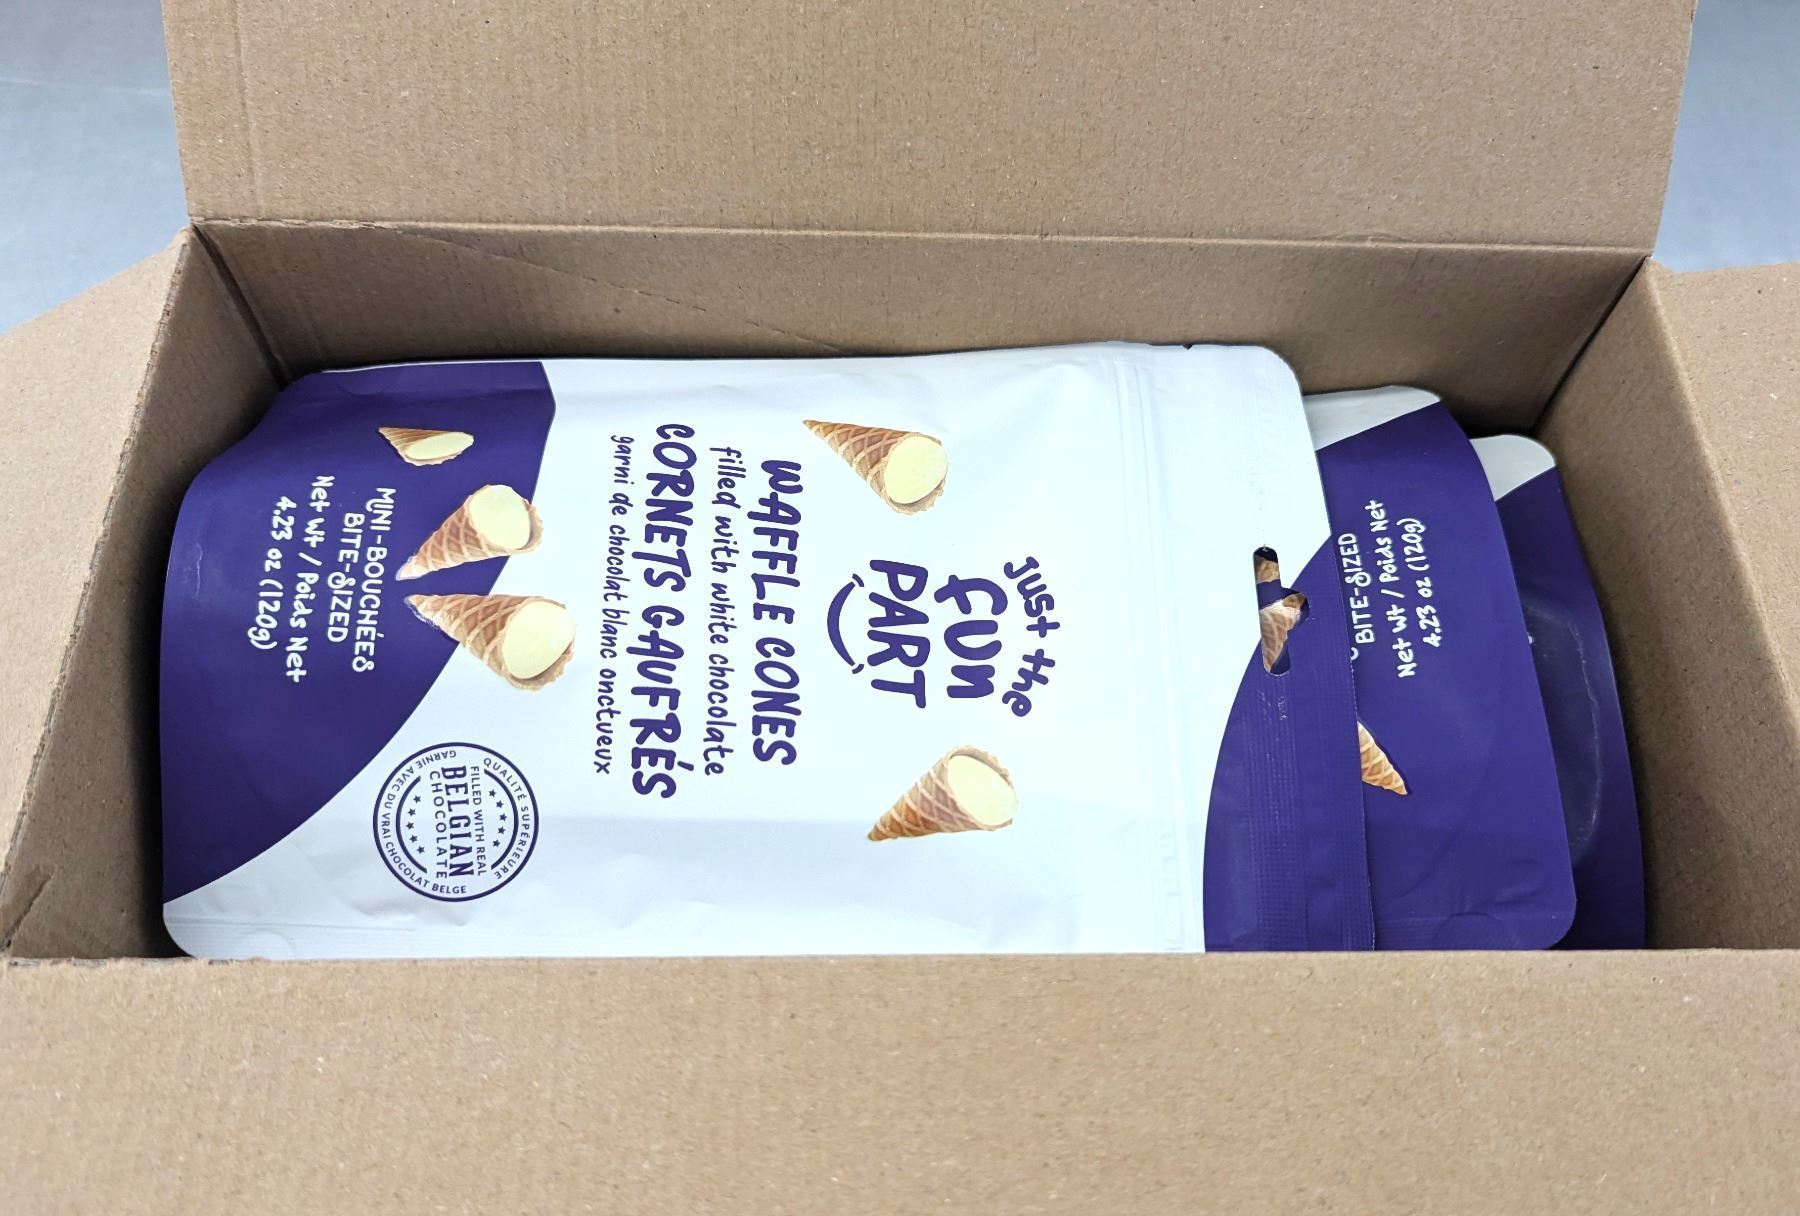 Just the
fun
PART
WAFFLE CONES
filled with white chocolate
CORNETS GAUFRÉS
garni de chocolat blanc onctueux
MINI-BOUCHÉES
BITE-SIZED
Net Wt / Poids Net
4.23 oz (120g)
QUALITÉ SUPÉRIEURE
FILLED WITH REAL
BELGIAN
CHOCOLATE
GARNIE AVEC DU VRAI CHOCOLAT BELGE
BITE-SIZED
Net Wt / Poids Net
4.23 oz (120g)